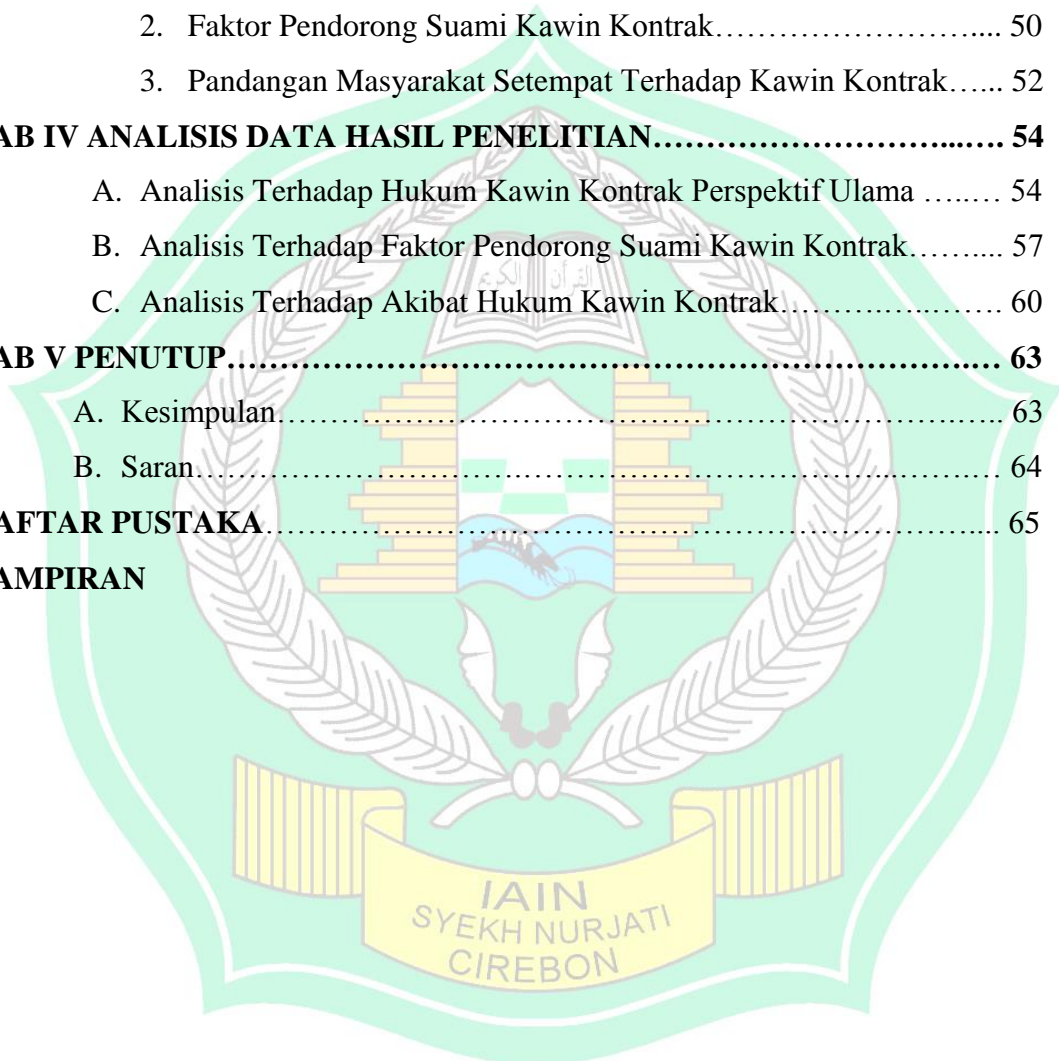 2. Faktor Pendorong Suami Kawin Kontrak…………………….... 50
3. Pandangan Masyarakat Setempat Terhadap Kawin Kontrak…... 52
AB IV ANALISIS DATA HASIL PENELITIAN………………………...…. 54
A. Analisis Terhadap Hukum Kawin Kontrak Perspektif Ulama …..… 54
B. Analisis Terhadap Faktor Pendorong Suami Kawin Kontrak…….... 57
C. Analisis Terhadap Akibat Hukum Kawin Kontrak……….…..……. 60
AB V PENUTUP…………………………………………………………….… 63
A. Kesimpulan……………………………………………………….….. 63
B. Saran…………………………………………………………..……… 64
AFTAR PUSTAKA………………………………………………………….... 65
AMPIRAN
القرآن الكريم
IAIN
SYEKH NURJATI
CIREBON